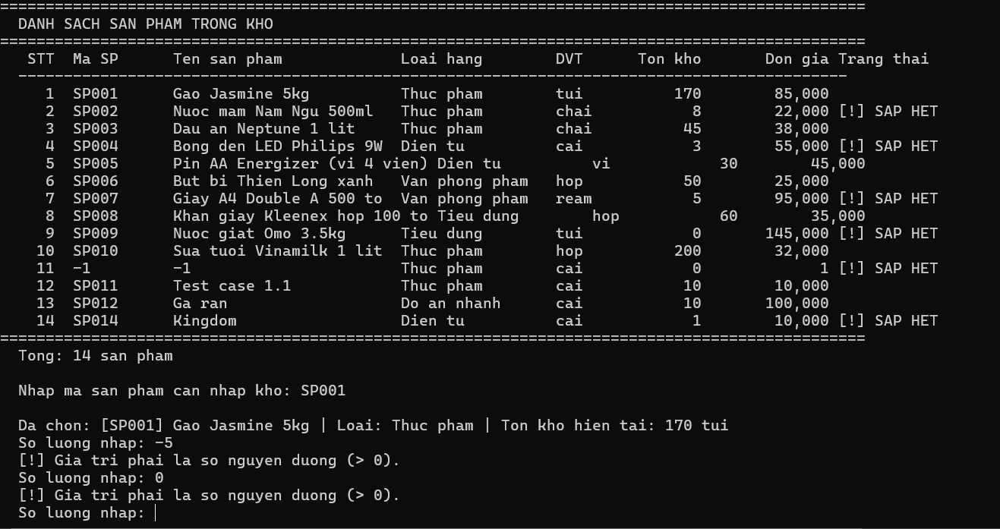 ===============================================================================================
DANH SACH SAN PHAM TRONG KHO
===============================================================================================
STT  Ma SP      Ten san pham             Loai hang        DVT      Ton kho       Don gia Trang thai
-------------------------------------------------------------------------------------------
1  SP001      Gao Jasmine 5kg          Thuc pham        tui          170        85,000
2  SP002      Nuoc mam Nam Ngu 500ml   Thuc pham        chai           8        22,000 [!] SAP HET
3  SP003      Dau an Neptune 1 lit     Thuc pham        chai          45        38,000
4  SP004      Bong den LED Philips 9W  Dien tu          cai            3        55,000 [!] SAP HET
5  SP005      Pin AA Energizer (vi 4 vien) Dien tu          vi            30        45,000
6  SP006      But bi Thien Long xanh   Van phong pham   hop           50        25,000
7  SP007      Giay A4 Double A 500 to  Van phong pham   ream           5        95,000 [!] SAP HET
8  SP008      Khan giay Kleenex hop 100 to Tieu dung        hop           60        35,000
9  SP009      Nuoc giat Omo 3.5kg      Tieu dung        tui            0       145,000 [!] SAP HET
10  SP010      Sua tuoi Vinamilk 1 lit  Thuc pham        hop          200        32,000
11  -1         -1                       Thuc pham        cai            0             1 [!] SAP HET
12  SP011      Test case 1.1            Thuc pham        cai           10        10,000
13  SP012      Ga ran                   Do an nhanh      cai           10       100,000
14  SP014      Kingdom                  Dien tu          cai            1        10,000 [!] SAP HET
===============================================================================================
Tong: 14 san pham
Nhap ma san pham can nhap kho: SP001
Da chon: [SP001] Gao Jasmine 5kg | Loai: Thuc pham | Ton kho hien tai: 170 tui
So luong nhap: -5
[!] Gia tri phai la so nguyen duong (> 0).
So luong nhap: 0
[!] Gia tri phai la so nguyen duong (> 0).
So luong nhap: